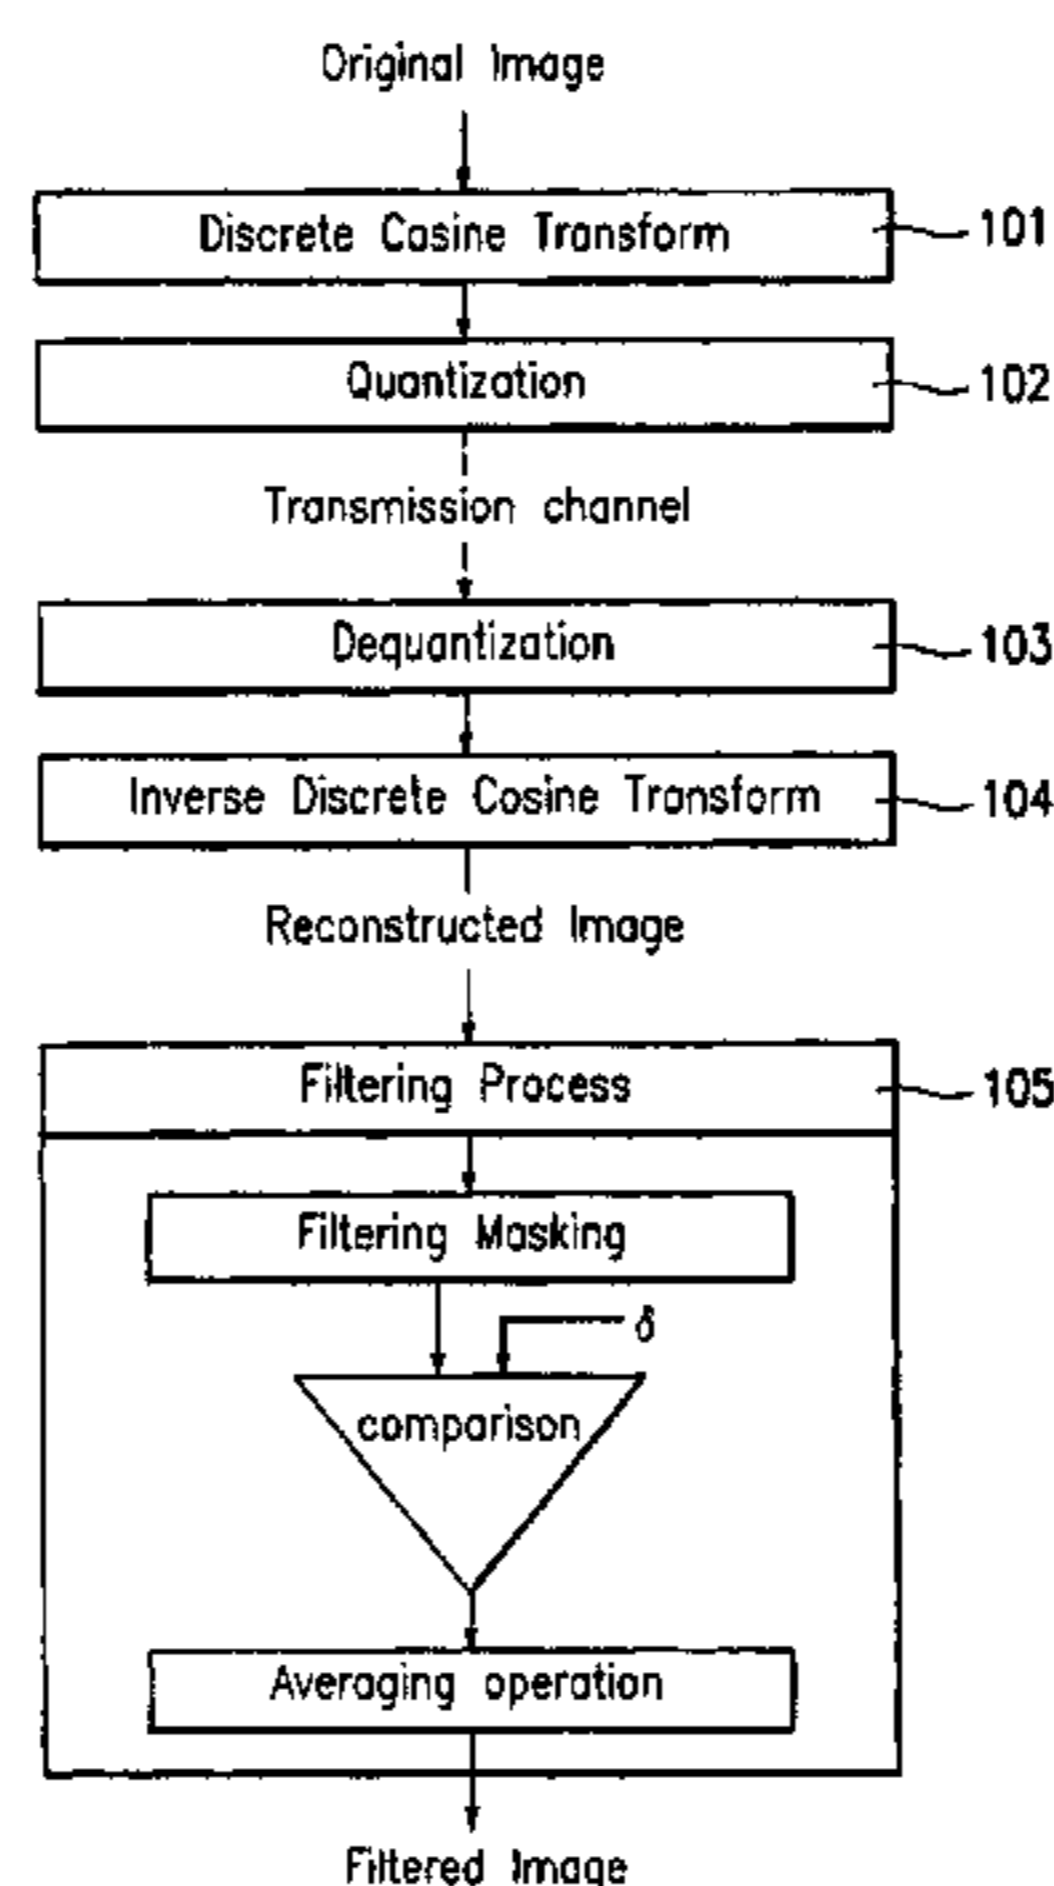 Original Image
Discrete Cosine Transform 101
Quantization 102
Transmission channel
Dequantization 103
Inverse Discrete Cosine Transform 104
Reconstructed Image
Filtering Process 105
Filtering Masking
δ
comparison
Averaging operation
Filtered Image